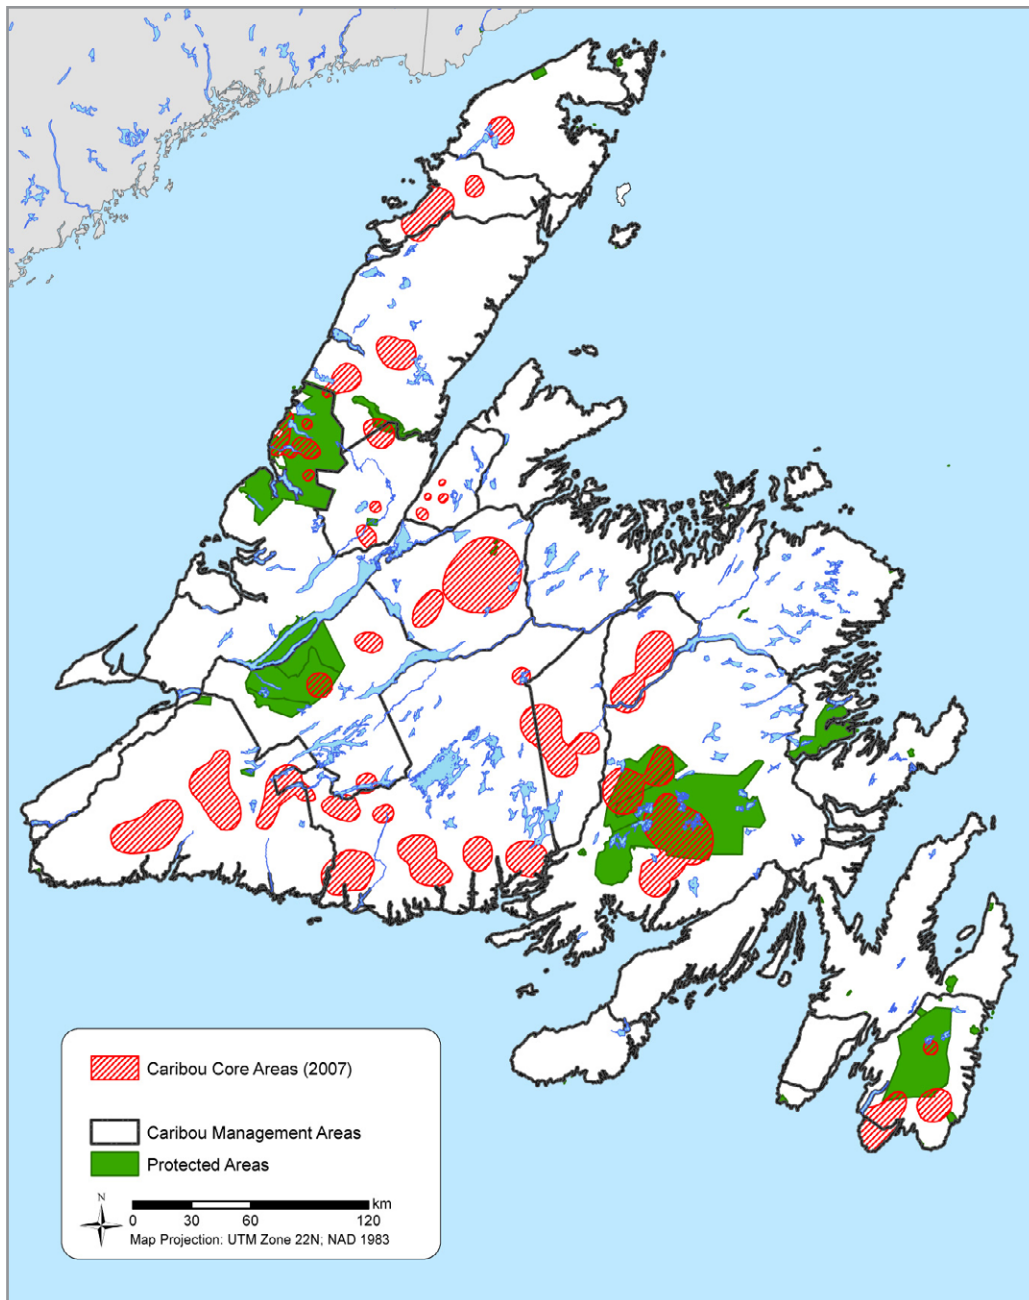 Caribou Core Areas (2007)
Caribou Management Areas
Protected Areas
N
km
0 30 60 120
Map Projection: UTM Zone 22N; NAD 1983